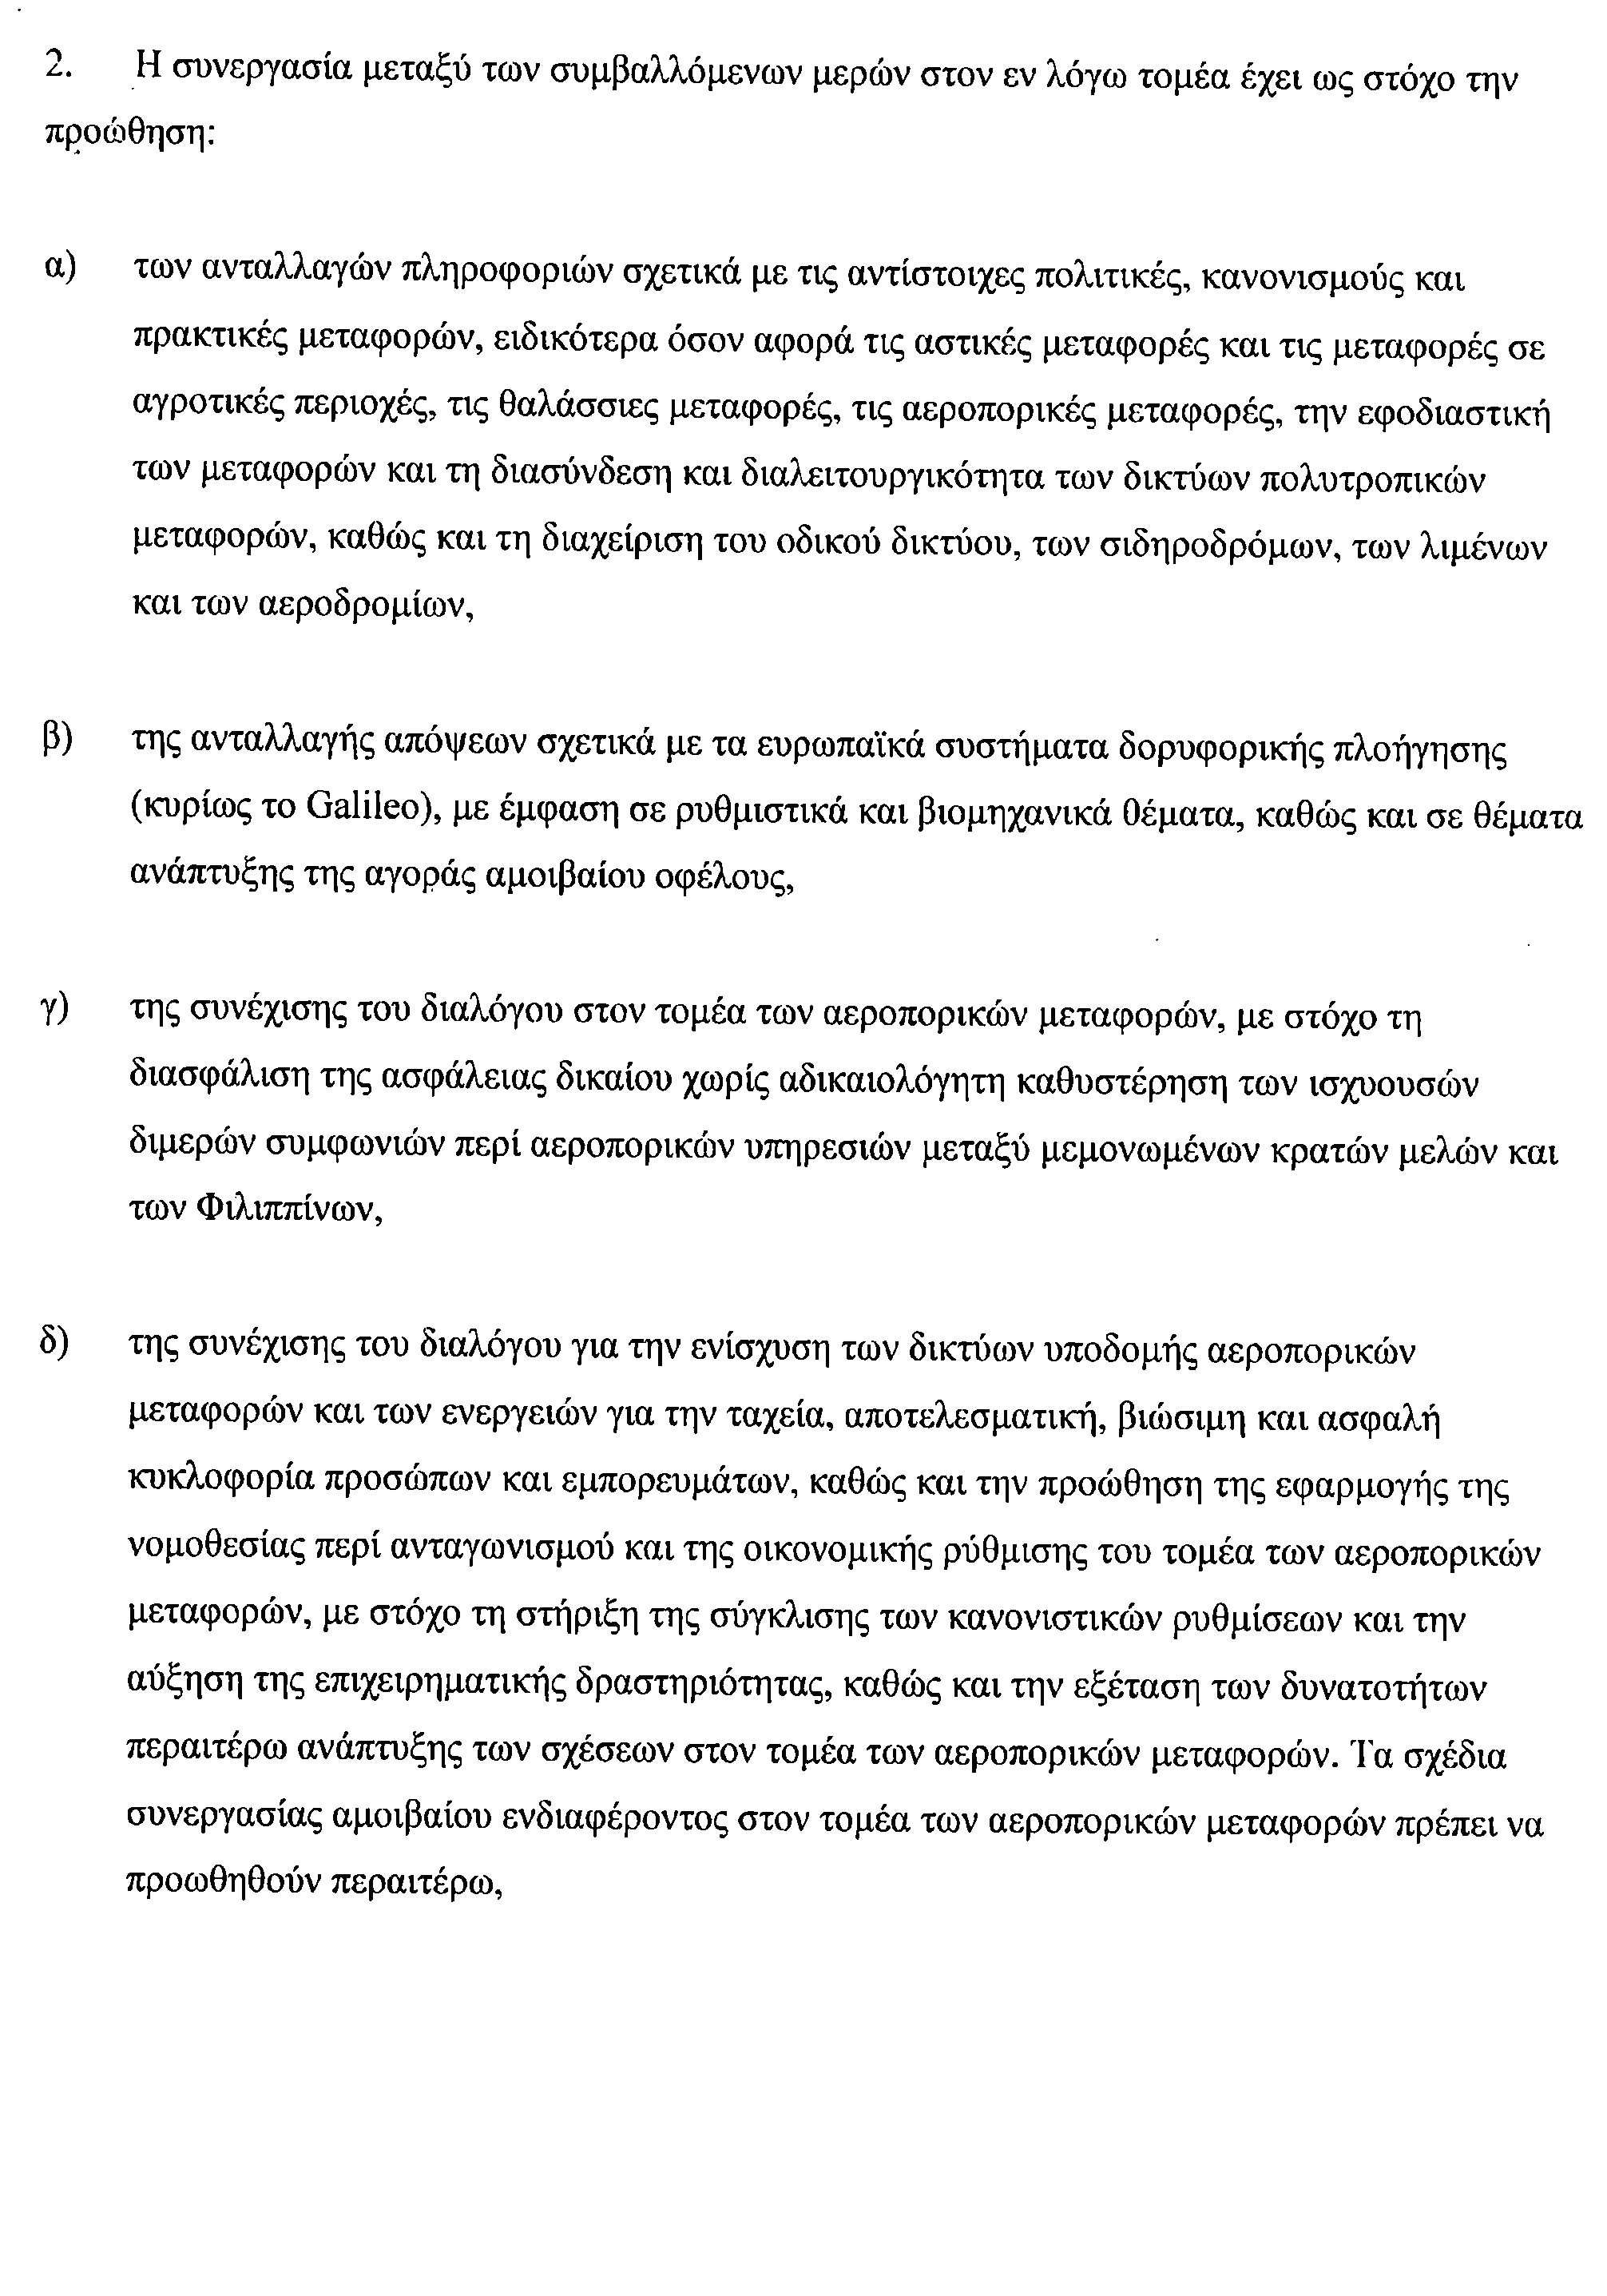 2. Η συνεργασία μεταξύ των συμβαλλόμενων μερών στον εν λόγω τομέα έχει ως στόχο την
προώθηση:
α) των ανταλλαγών πληροφοριών σχετικά με τις αντίστοιχες πολιτικές, κανονισμούς και
πρακτικές μεταφορών, ειδικότερα όσον αφορά τις αστικές μεταφορές και τις μεταφορές σε
αγροτικές περιοχές, τις θαλάσσιες μεταφορές, τις αεροπορικές μεταφορές, την εφοδιαστική
των μεταφορών και τη διασύνδεση και διαλειτουργικότητα των δικτύων πολυτροπικών
μεταφορών, καθώς και τη διαχείριση του οδικού δικτύου, των σιδηροδρόμων, των λιμένων
και των αεροδρομίων,
β) της ανταλλαγής απόψεων σχετικά με τα ευρωπαϊκά συστήματα δορυφορικής πλοήγησης
(κυρίως το Galileo), με έμφαση σε ρυθμιστικά και βιομηχανικά θέματα, καθώς και σε θέματα
ανάπτυξης της αγοράς αμοιβαίου οφέλους,
γ) της συνέχισης του διαλόγου στον τομέα των αεροπορικών μεταφορών, με στόχο τη
διασφάλιση της ασφάλειας δικαίου χωρίς αδικαιολόγητη καθυστέρηση των ισχυουσών
διμερών συμφωνιών περί αεροπορικών υπηρεσιών μεταξύ μεμονωμένων κρατών μελών και
των Φιλιππίνων,
δ) της συνέχισης του διαλόγου για την ενίσχυση των δικτύων υποδομής αεροπορικών
μεταφορών και των ενεργειών για την ταχεία, αποτελεσματική, βιώσιμη και ασφαλή
κυκλοφορία προσώπων και εμπορευμάτων, καθώς και την προώθηση της εφαρμογής της
νομοθεσίας περί ανταγωνισμού και της οικονομικής ρύθμισης του τομέα των αεροπορικών
μεταφορών, με στόχο τη στήριξη της σύγκλισης των κανονιστικών ρυθμίσεων και την
αύξηση της επιχειρηματικής δραστηριότητας, καθώς και την εξέταση των δυνατοτήτων
περαιτέρω ανάπτυξης των σχέσεων στον τομέα των αεροπορικών μεταφορών. Τα σχέδια
συνεργασίας αμοιβαίου ενδιαφέροντος στον τομέα των αεροπορικών μεταφορών πρέπει να
προωθηθούν περαιτέρω,